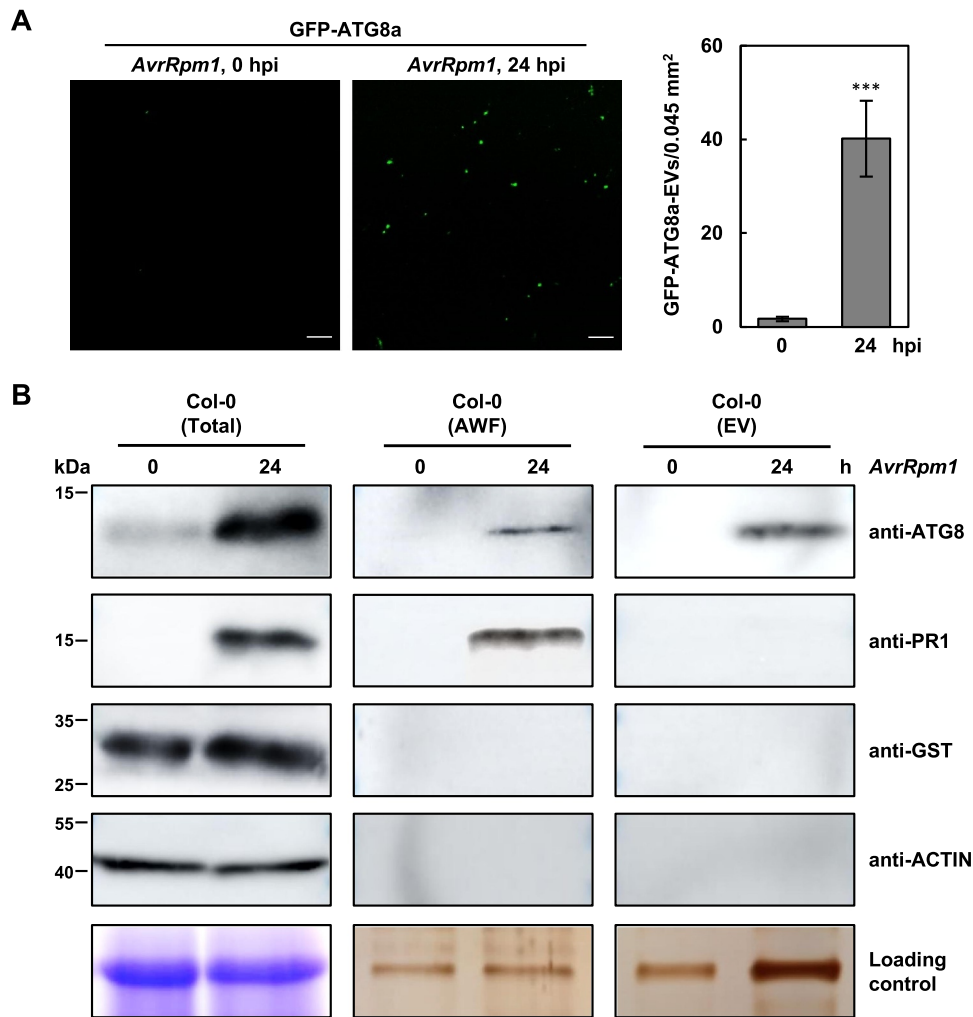 A
GFP-ATG8a
AvrRpm1, 0 hpi
AvrRpm1, 24 hpi
GFP-ATG8a-EVs/0.045 mm²
60
40
20
0
***
0 24 hpi
B
Col-0
(Total)
Col-0
(AWF)
Col-0
(EV)
kDa 0 24 0 24 0 24 h AvrRpm1
15
anti-ATG8
15
anti-PR1
35
25
anti-GST
55
40
anti-ACTIN
Loading
control